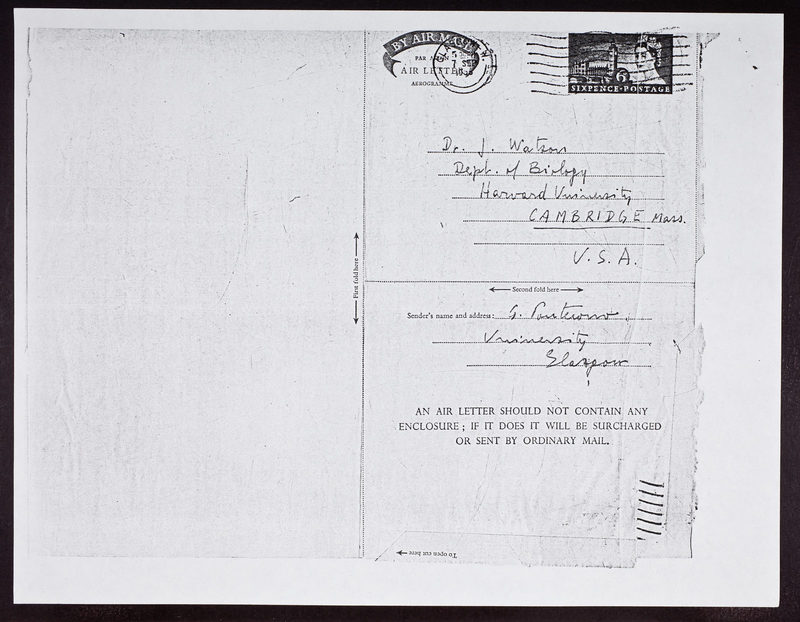 BY AIR MAIL
PAR AVION
AIR LETTER
AEROGRAMME
SIXPENCE·POSTAGE
6D
Dr. J. Watson
Dept. of Biology
Harvard University
CAMBRIDGE Mass.
U.S.A.
← First fold here →
← Second fold here →
Sender's name and address: G. Pontecorvo,
University
Glasgow
AN AIR LETTER SHOULD NOT CONTAIN ANY
ENCLOSURE; IF IT DOES IT WILL BE SURCHARGED
OR SENT BY ORDINARY MAIL.
To open cut here →